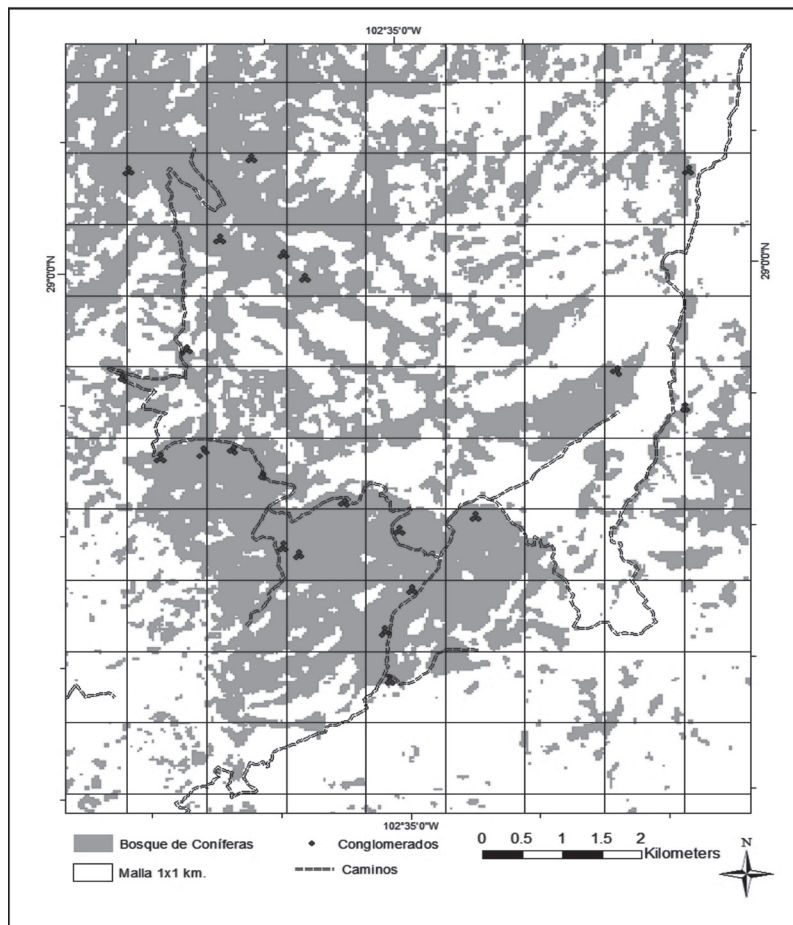 102°35'0"W
29°0'0"N
29°0'0"N
102°35'0"W
Bosque de Coníferas
Conglomerados
Malla 1x1 km.
Caminos
0 0.5 1 1.5 2
Kilometers
N